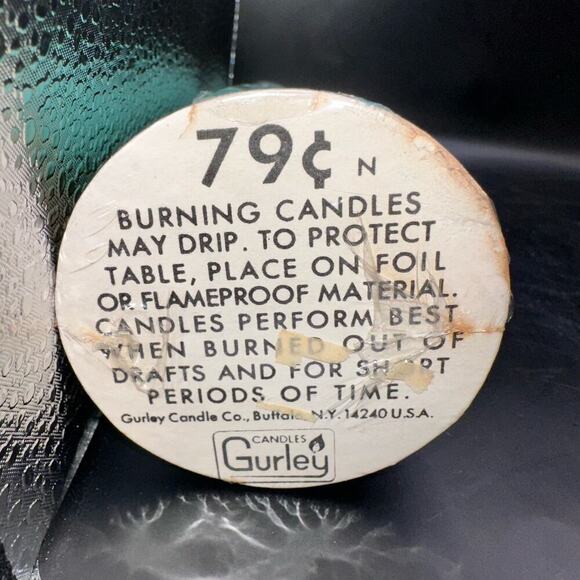 79¢ N
BURNING CANDLES
MAY DRIP. TO PROTECT
TABLE, PLACE ON FOIL
OR FLAMEPROOF MATERIAL.
CANDLES PERFORM BEST
WHEN BURNED OUT OF
DRAFTS AND FOR SHORT
PERIODS OF TIME.
Gurley Candle Co., Buffalo, N.Y. 14240 U.S.A.
CANDLES
Gurley